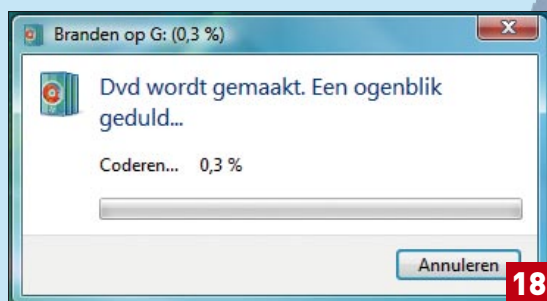 Branden op G: (0,3 %)
Dvd wordt gemaakt. Een ogenblik
geduld...
Coderen... 0,3 %
Annuleren
18